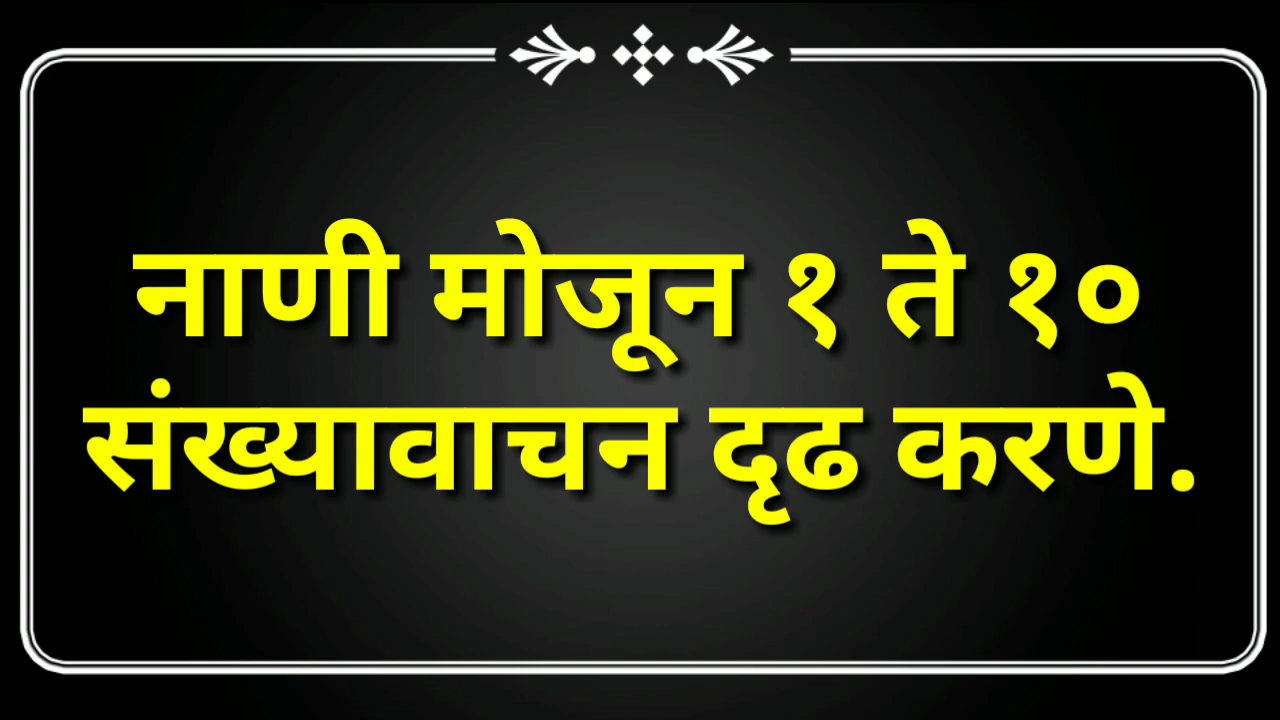 नाणी मोजून १ ते १०
संख्यावाचन दृढ करणे.